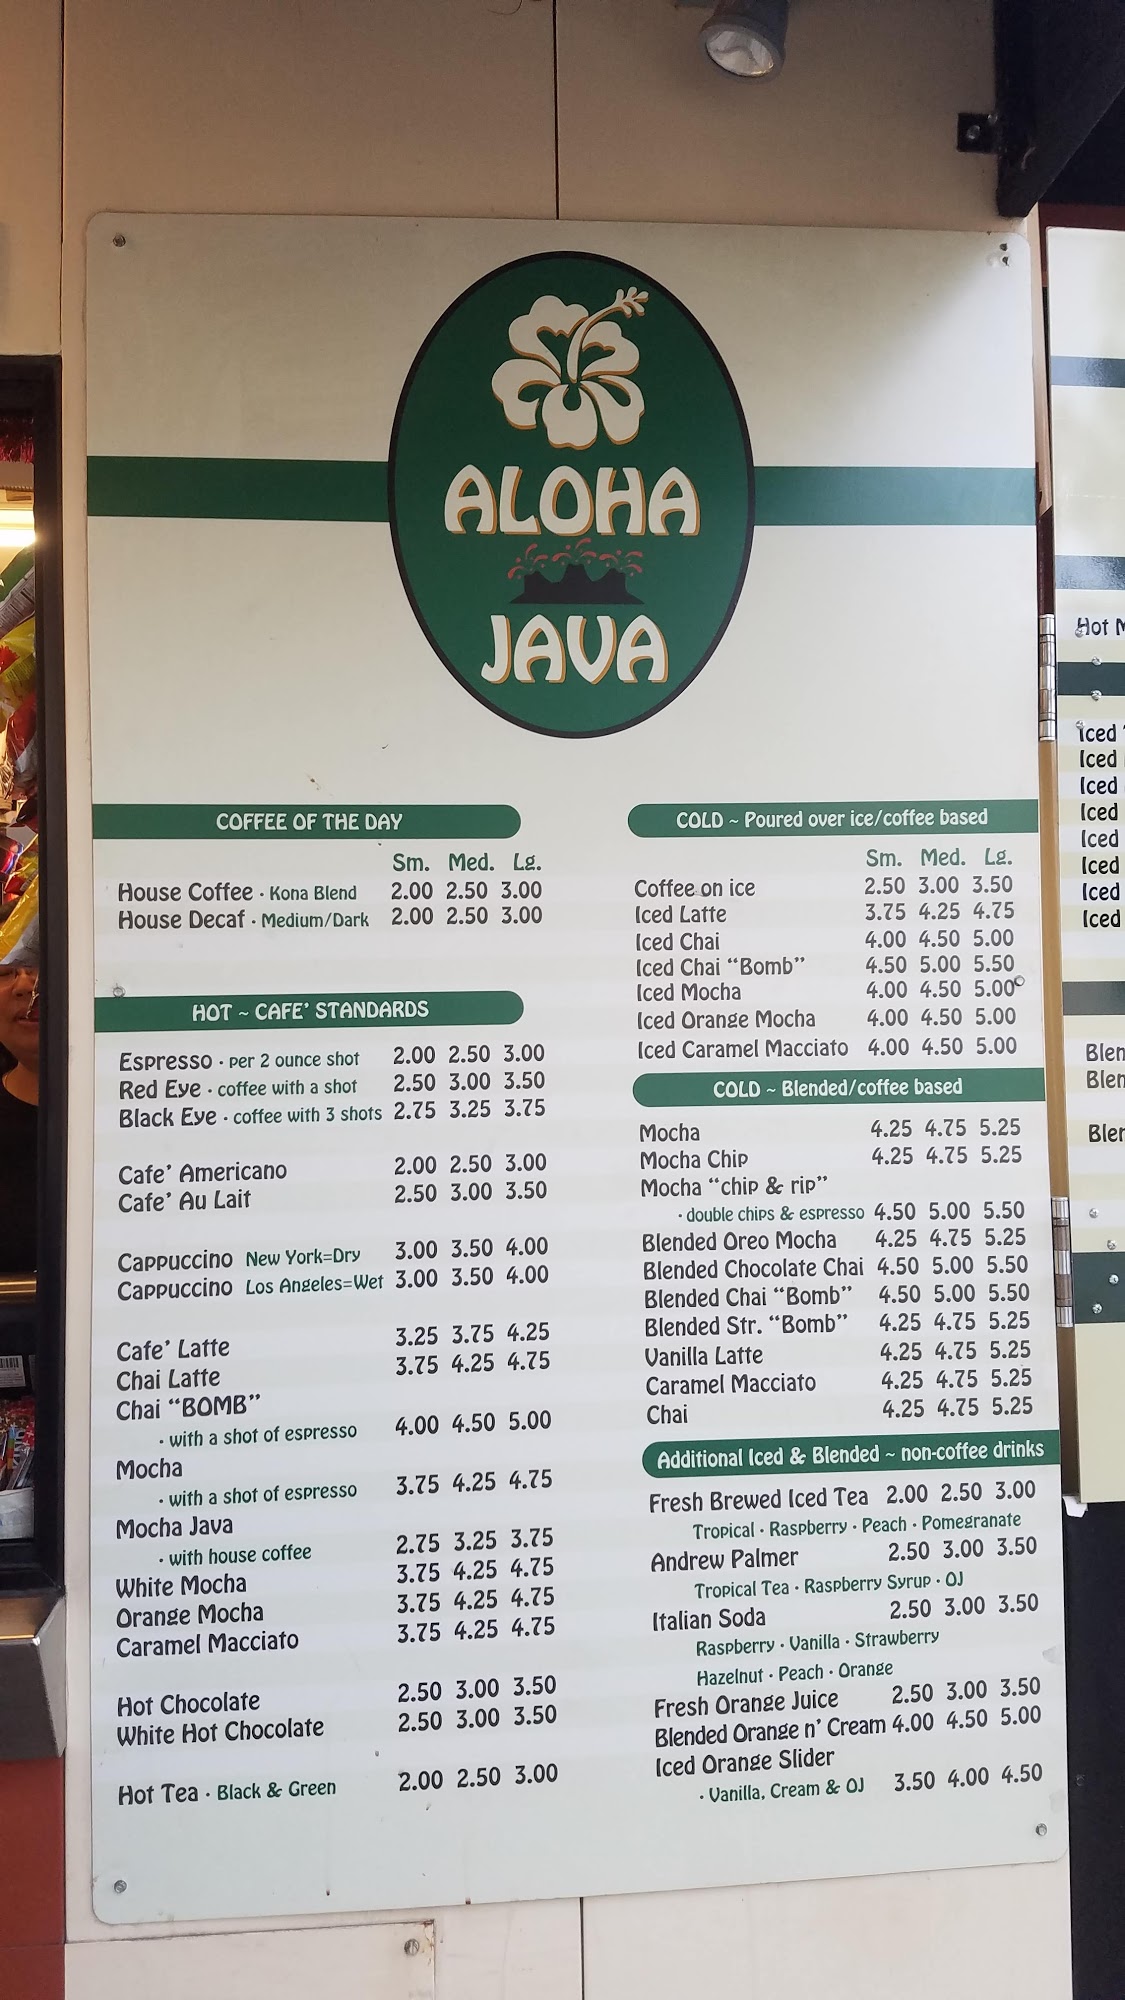 ALOHA
JAVA
COFFEE OF THE DAY
Sm. Med. Lg.
House Coffee · Kona Blend 2.00 2.50 3.00
House Decaf · Medium/Dark 2.00 2.50 3.00
HOT ~ CAFE' STANDARDS
Espresso · per 2 ounce shot 2.00 2.50 3.00
Red Eye · coffee with a shot 2.50 3.00 3.50
Black Eye · coffee with 3 shots 2.75 3.25 3.75
Cafe' Americano 2.00 2.50 3.00
Cafe' Au Lait 2.50 3.00 3.50
Cappuccino New York=Dry 3.00 3.50 4.00
Cappuccino Los Angeles=Wet 3.00 3.50 4.00
Cafe' Latte 3.25 3.75 4.25
Chai Latte 3.75 4.25 4.75
Chai “BOMB”
· with a shot of espresso 4.00 4.50 5.00
Mocha
· with a shot of espresso 3.75 4.25 4.75
Mocha Java
· with house coffee 2.75 3.25 3.75
White Mocha 3.75 4.25 4.75
Orange Mocha 3.75 4.25 4.75
Caramel Macciato 3.75 4.25 4.75
Hot Chocolate 2.50 3.00 3.50
White Hot Chocolate 2.50 3.00 3.50
Hot Tea · Black & Green 2.00 2.50 3.00
COLD ~ Poured over ice/coffee based
Sm. Med. Lg.
Coffee on ice 2.50 3.00 3.50
Iced Latte 3.75 4.25 4.75
Iced Chai 4.00 4.50 5.00
Iced Chai “Bomb” 4.50 5.00 5.50
Iced Mocha 4.00 4.50 5.00
Iced Orange Mocha 4.00 4.50 5.00
Iced Caramel Macciato 4.00 4.50 5.00
COLD ~ Blended/coffee based
Mocha 4.25 4.75 5.25
Mocha Chip 4.25 4.75 5.25
Mocha “chip & rip”
· double chips & espresso 4.50 5.00 5.50
Blended Oreo Mocha 4.25 4.75 5.25
Blended Chocolate Chai 4.50 5.00 5.50
Blended Chai “Bomb” 4.50 5.00 5.50
Blended Str. “Bomb” 4.25 4.75 5.25
Vanilla Latte 4.25 4.75 5.25
Caramel Macciato 4.25 4.75 5.25
Chai 4.25 4.75 5.25
Additional Iced & Blended ~ non-coffee drinks
Fresh Brewed Iced Tea 2.00 2.50 3.00
Tropical · Raspberry · Peach · Pomegranate
Andrew Palmer 2.50 3.00 3.50
Tropical Tea · Raspberry Syrup · OJ
Italian Soda 2.50 3.00 3.50
Raspberry · Vanilla · Strawberry
Hazelnut · Peach · Orange
Fresh Orange Juice 2.50 3.00 3.50
Blended Orange n' Cream 4.00 4.50 5.00
Iced Orange Slider
· Vanilla, Cream & OJ 3.50 4.00 4.50
Hot
Iced
Iced
Iced
Iced
Iced
Iced
Iced
Iced